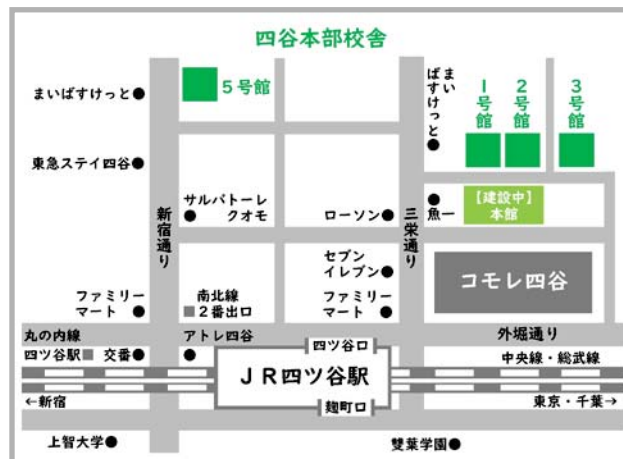 四谷本部校舎
まいばすけっと
5号館
まい
ばすけっと
1号館
2号館
3号館
東急ステイ四谷
サルバトーレ
クオモ
ローソン
魚一
【建設中】
本館
新宿通り
三栄通り
セブン
イレブン
コモレ四谷
ファミリー
マート
南北線
2番出口
ファミリー
マート
丸の内線
アトレ四谷
外堀通り
四ツ谷駅
交番
四ツ谷口
中央線・総武線
JR四ツ谷駅
←新宿
麹町口
東京・千葉→
上智大学
雙葉学園